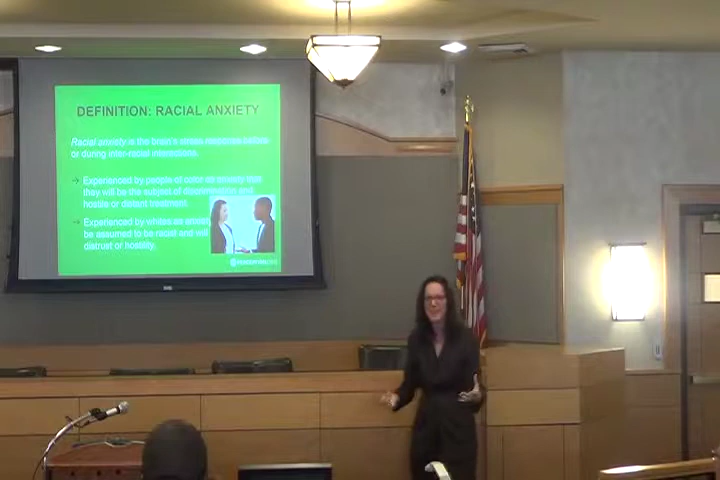 DEFINITION: RACIAL ANXIETY
Racial anxiety is the brain's stress response before
or during inter-racial interactions.
→ Experienced by people of color as anxiety that
they will be the subject of discrimination and
hostile or distant treatment.
→ Experienced by whites as
be assumed to be racist and will
distrust or hostility.